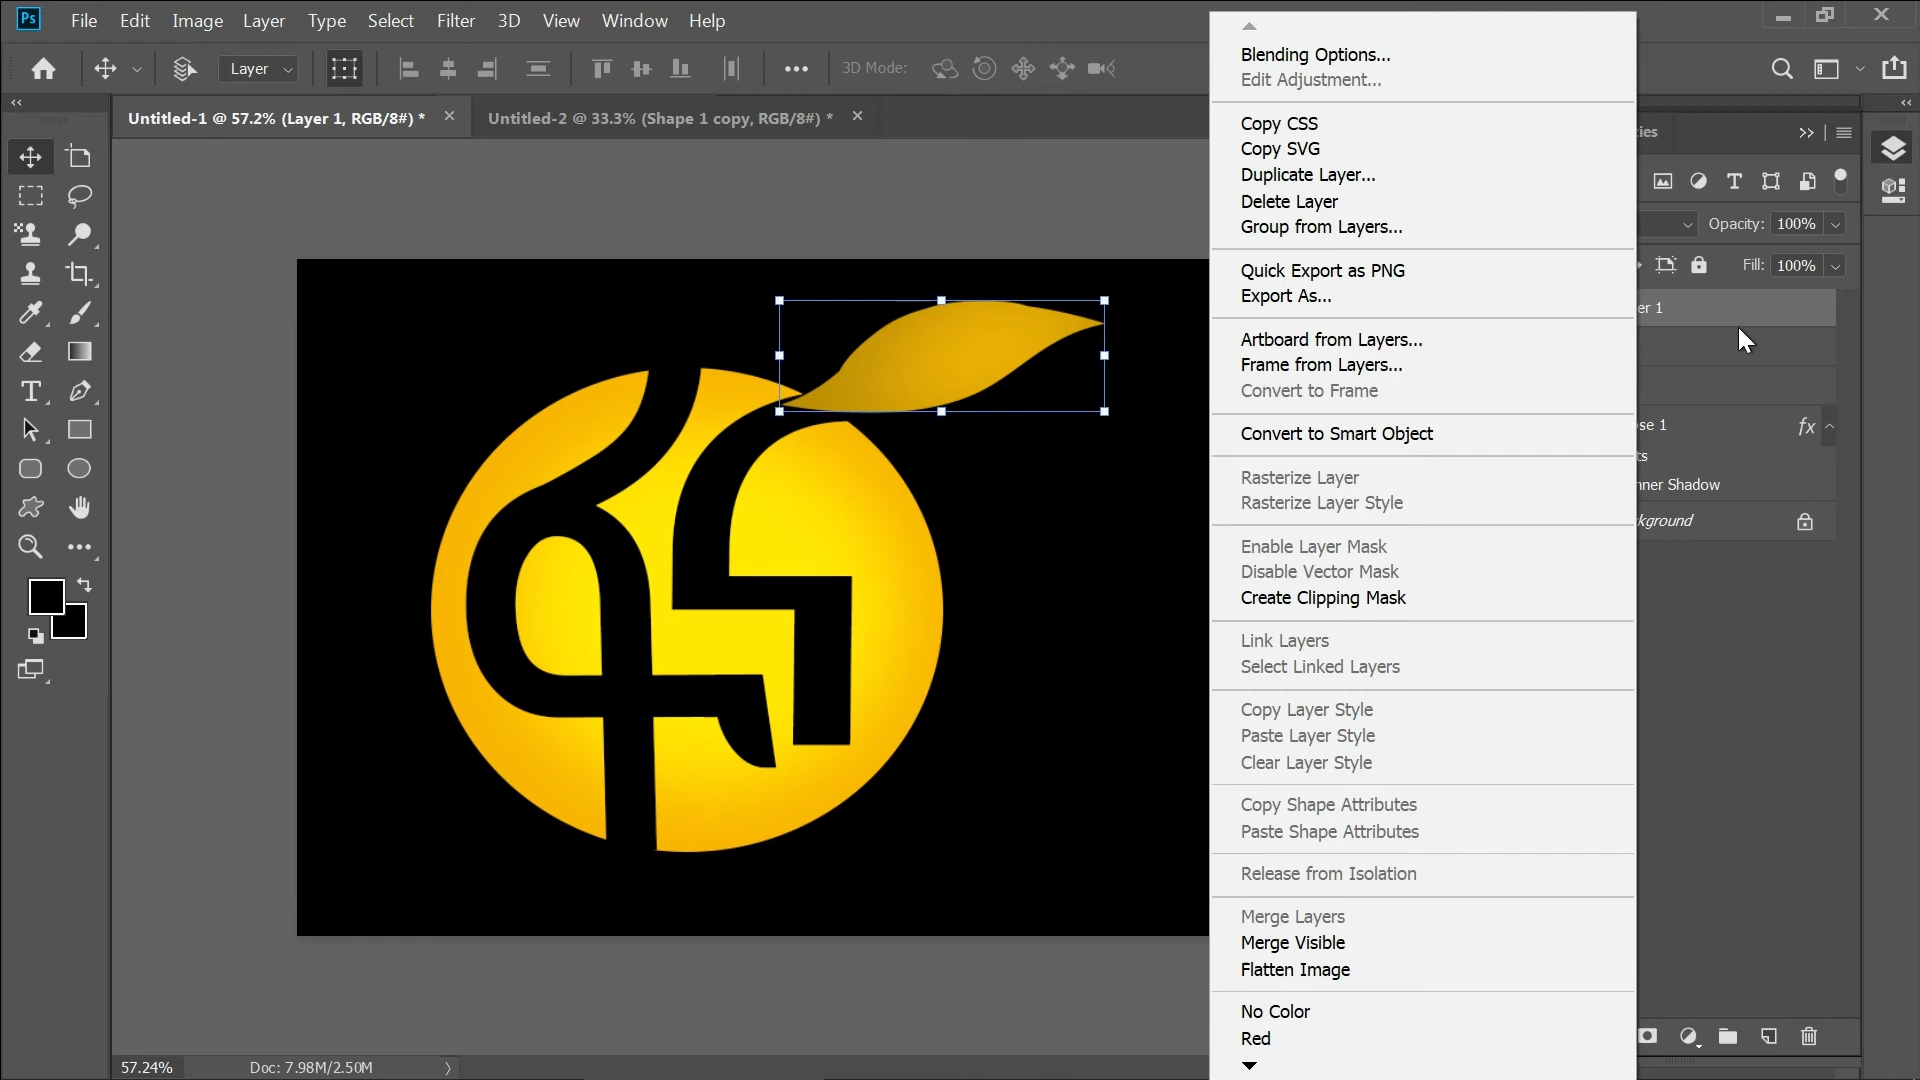 Ps File Edit Image Layer Type Select Filter 3D View Window Help
Layer
3D Mode:
Untitled-1 @ 57.2% (Layer 1, RGB/8#) *
Untitled-2 @ 33.3% (Shape 1 copy, RGB/8#) *
Blending Options...
Edit Adjustment...
Copy CSS
Copy SVG
Duplicate Layer...
Delete Layer
Group from Layers...
Quick Export as PNG
Export As...
Artboard from Layers...
Frame from Layers...
Convert to Frame
Convert to Smart Object
Rasterize Layer
Rasterize Layer Style
Enable Layer Mask
Disable Vector Mask
Create Clipping Mask
Link Layers
Select Linked Layers
Copy Layer Style
Paste Layer Style
Clear Layer Style
Copy Shape Attributes
Paste Shape Attributes
Release from Isolation
Merge Layers
Merge Visible
Flatten Image
No Color
Red
ties
Opacity: 100%
Fill: 100%
er 1
se 1 fx
ts
nner Shadow
kground
57.24% Doc: 7.98M/2.50M